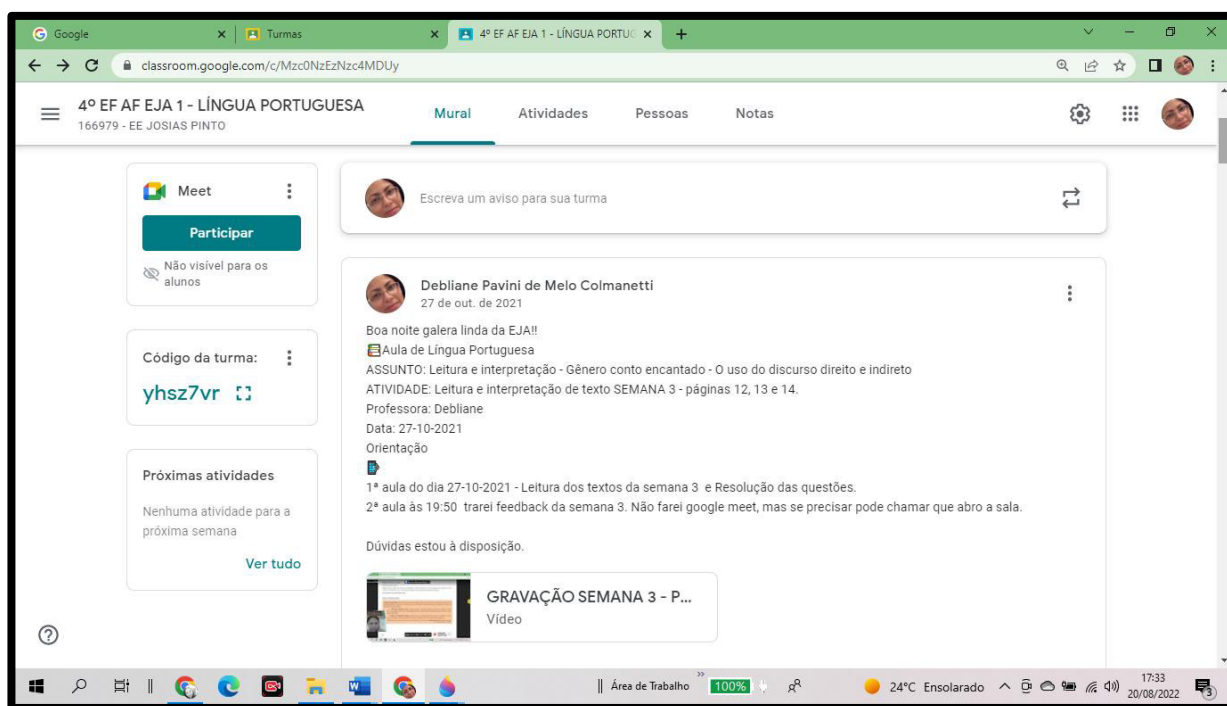 Google
Turmas
4º EF AF EJA 1 - LÍNGUA PORTUG
classroom.google.com/c/Mzc0NzEzNzc4MDUy
4º EF AF EJA 1 - LÍNGUA PORTUGUESA
166979 - EE JOSIAS PINTO
Mural
Atividades
Pessoas
Notas
Meet
Participar
Não visível para os
alunos
Código da turma:
yhsz7vr
Próximas atividades
Nenhuma atividade para a
próxima semana
Ver tudo
Escreva um aviso para sua turma
Debliane Pavini de Melo Colmanetti
27 de out. de 2021
Boa noite galera linda da EJA!!
Aula de Língua Portuguesa
ASSUNTO: Leitura e interpretação - Gênero conto encantado - O uso do discurso direito e indireto
ATIVIDADE: Leitura e interpretação de texto SEMANA 3 - páginas 12, 13 e 14.
Professora: Debliane
Data: 27-10-2021
Orientação
1ª aula do dia 27-10-2021 - Leitura dos textos da semana 3 e Resolução das questões.
2ª aula às 19:50 trarei feedback da semana 3. Não farei google meet, mas se precisar pode chamar que abro a sala.
Dúvidas estou à disposição.
GRAVAÇÃO SEMANA 3 - P...
Vídeo
Área de Trabalho
100%
24°C Ensolarado
17:33
20/08/2022
3